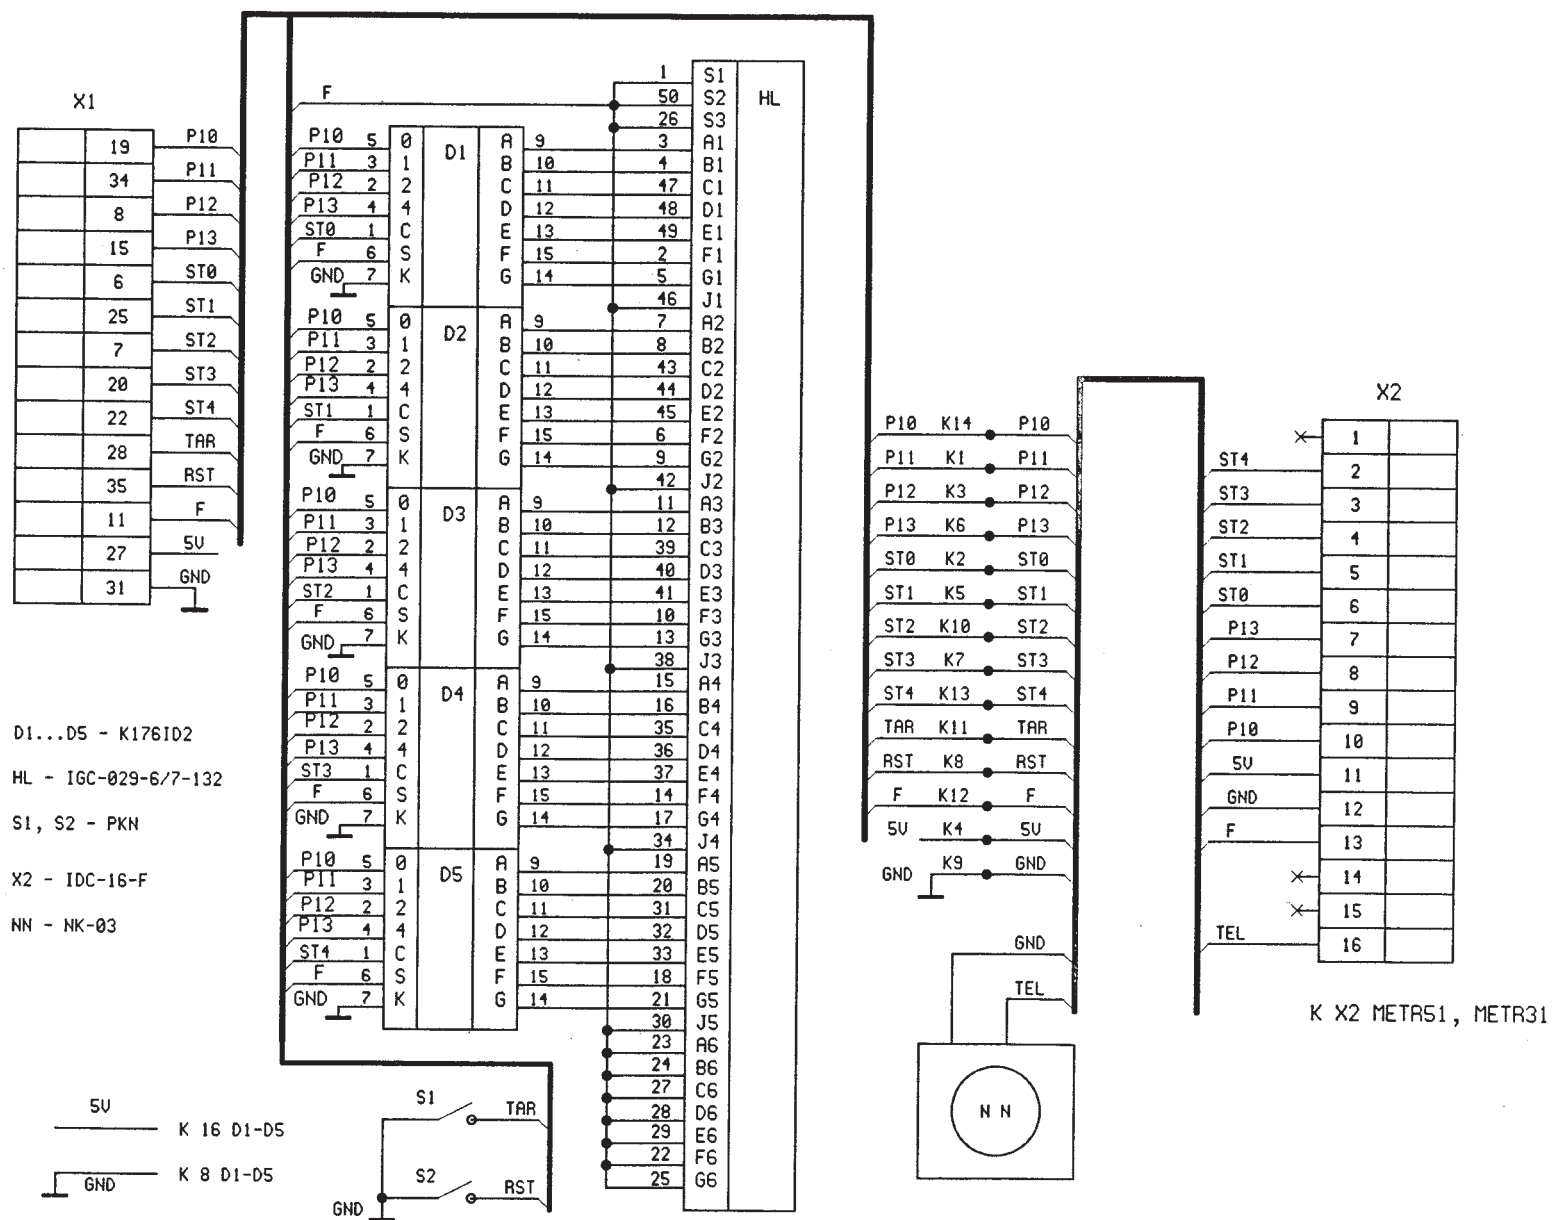 X1
19 P10
34 P11
8 P12
15 P13
6 ST0
25 ST1
7 ST2
20 ST3
22 ST4
28 TAR
35 RST
11 F
27 5V
31 GND
D1...D5 - K176ID2
HL - IGC-029-6/7-132
S1, S2 - PKN
X2 - IDC-16-F
NN - NK-03
5V
K 16 D1-D5
GND
K 8 D1-D5
F
P10 5 0 D1 A 9
P11 3 1 B 10
P12 2 2 C 11
P13 4 4 D 12
ST0 1 C E 13
F 6 S F 15
GND 7 K G 14
P10 5 0 D2 A 9
P11 3 1 B 10
P12 2 2 C 11
P13 4 4 D 12
ST1 1 C E 13
F 6 S F 15
GND 7 K G 14
P10 5 0 D3 A 9
P11 3 1 B 10
P12 2 2 C 11
P13 4 4 D 12
ST2 1 C E 13
F 6 S F 15
GND 7 K G 14
P10 5 0 D4 A 9
P11 3 1 B 10
P12 2 2 C 11
P13 4 4 D 12
ST3 1 C E 13
F 6 S F 15
GND 7 K G 14
P10 5 0 D5 A 9
P11 3 1 B 10
P12 2 2 C 11
P13 4 4 D 12
ST4 1 C E 13
F 6 S F 15
GND 7 K G 14
S1 TAR
S2 RST
GND
HL
1 S1
50 S2
26 S3
3 A1
4 B1
47 C1
48 D1
49 E1
2 F1
5 G1
46 J1
7 A2
8 B2
43 C2
44 D2
45 E2
6 F2
9 G2
42 J2
11 A3
12 B3
39 C3
40 D3
41 E3
10 F3
13 G3
38 J3
15 A4
16 B4
35 C4
36 D4
37 E4
14 F4
17 G4
34 J4
19 A5
20 B5
31 C5
32 D5
33 E5
18 F5
21 G5
30 J5
23 A6
24 B6
27 C6
28 D6
29 E6
22 F6
25 G6
P10 K14 P10
P11 K1 P11
P12 K3 P12
P13 K6 P13
ST0 K2 ST0
ST1 K5 ST1
ST2 K10 ST2
ST3 K7 ST3
ST4 K13 ST4
TAR K11 TAR
RST K8 RST
F K12 F
5V K4 5V
GND K9 GND
GND
TEL
N N
X2
1
ST4 2
ST3 3
ST2 4
ST1 5
ST0 6
P13 7
P12 8
P11 9
P10 10
5V 11
GND 12
F 13
14
15
TEL 16
K X2 METR51, METR31